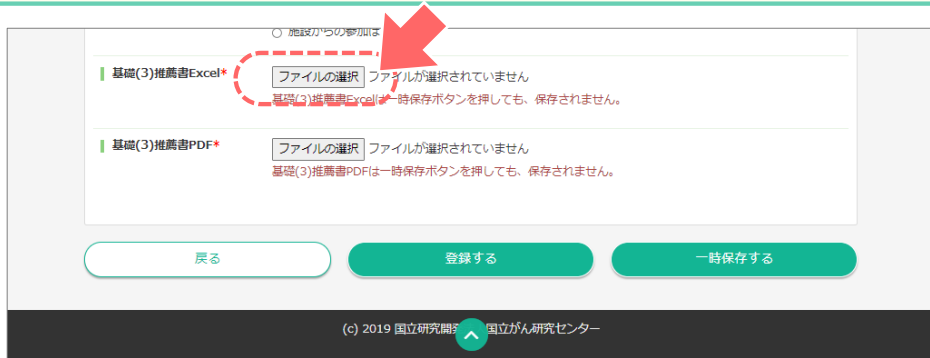 施設からの参加は
基礎(3)推薦書Excel* ファイルの選択 ファイルが選択されていません
基礎(3)推薦書Excelは一時保存ボタンを押しても、保存されません。
基礎(3)推薦書PDF* ファイルの選択 ファイルが選択されていません
基礎(3)推薦書PDFは一時保存ボタンを押しても、保存されません。
戻る 登録する 一時保存する
(c) 2019 国立研究開 国立がん研究センター